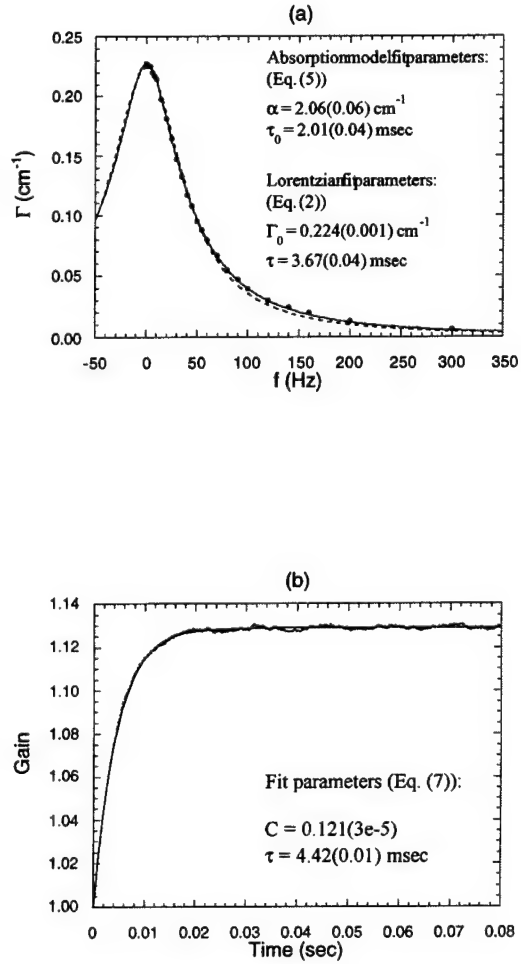 (a)
0.25
0.20
0.15
0.10
0.05
0.00
Γ (cm⁻¹)
Absorptionmodelfitparameters:
(Eq. (5))
α = 2.06(0.06) cm⁻¹
τ₀ = 2.01(0.04) msec
Lorentzianfitparameters:
(Eq. (2))
Γ₀ = 0.224(0.001) cm⁻¹
τ = 3.67(0.04) msec
-50 0 50 100 150 200 250 300 350
f (Hz)
(b)
1.14
1.12
1.10
1.08
1.06
1.04
1.02
1.00
Gain
Fit parameters (Eq. (7)):
C = 0.121(3e-5)
τ = 4.42(0.01) msec
0 0.01 0.02 0.03 0.04 0.05 0.06 0.07 0.08
Time (sec)